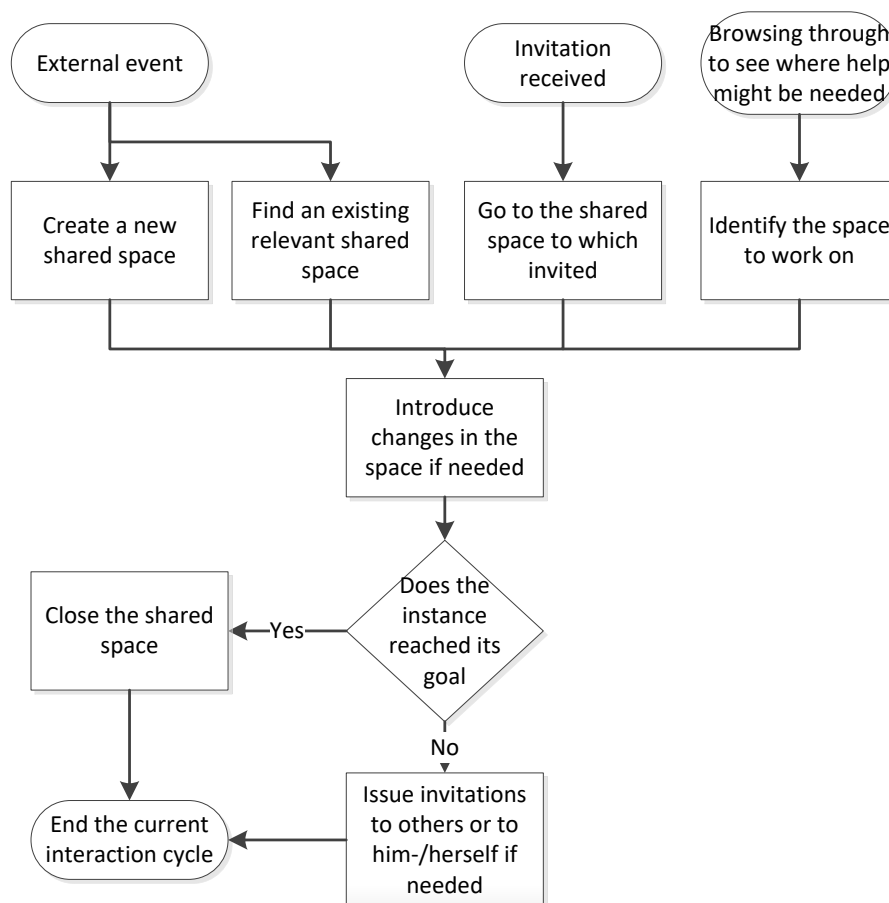 External event
Invitation
received
Browsing through
to see where help
might be needed
Create a new
shared space
Find an existing
relevant shared
space
Go to the shared
space to which
invited
Identify the space
to work on
Introduce
changes in the
space if needed
Does the
instance
reached its
goal
Yes
Close the shared
space
No
Issue invitations
to others or to
him-/herself if
needed
End the current
interaction cycle